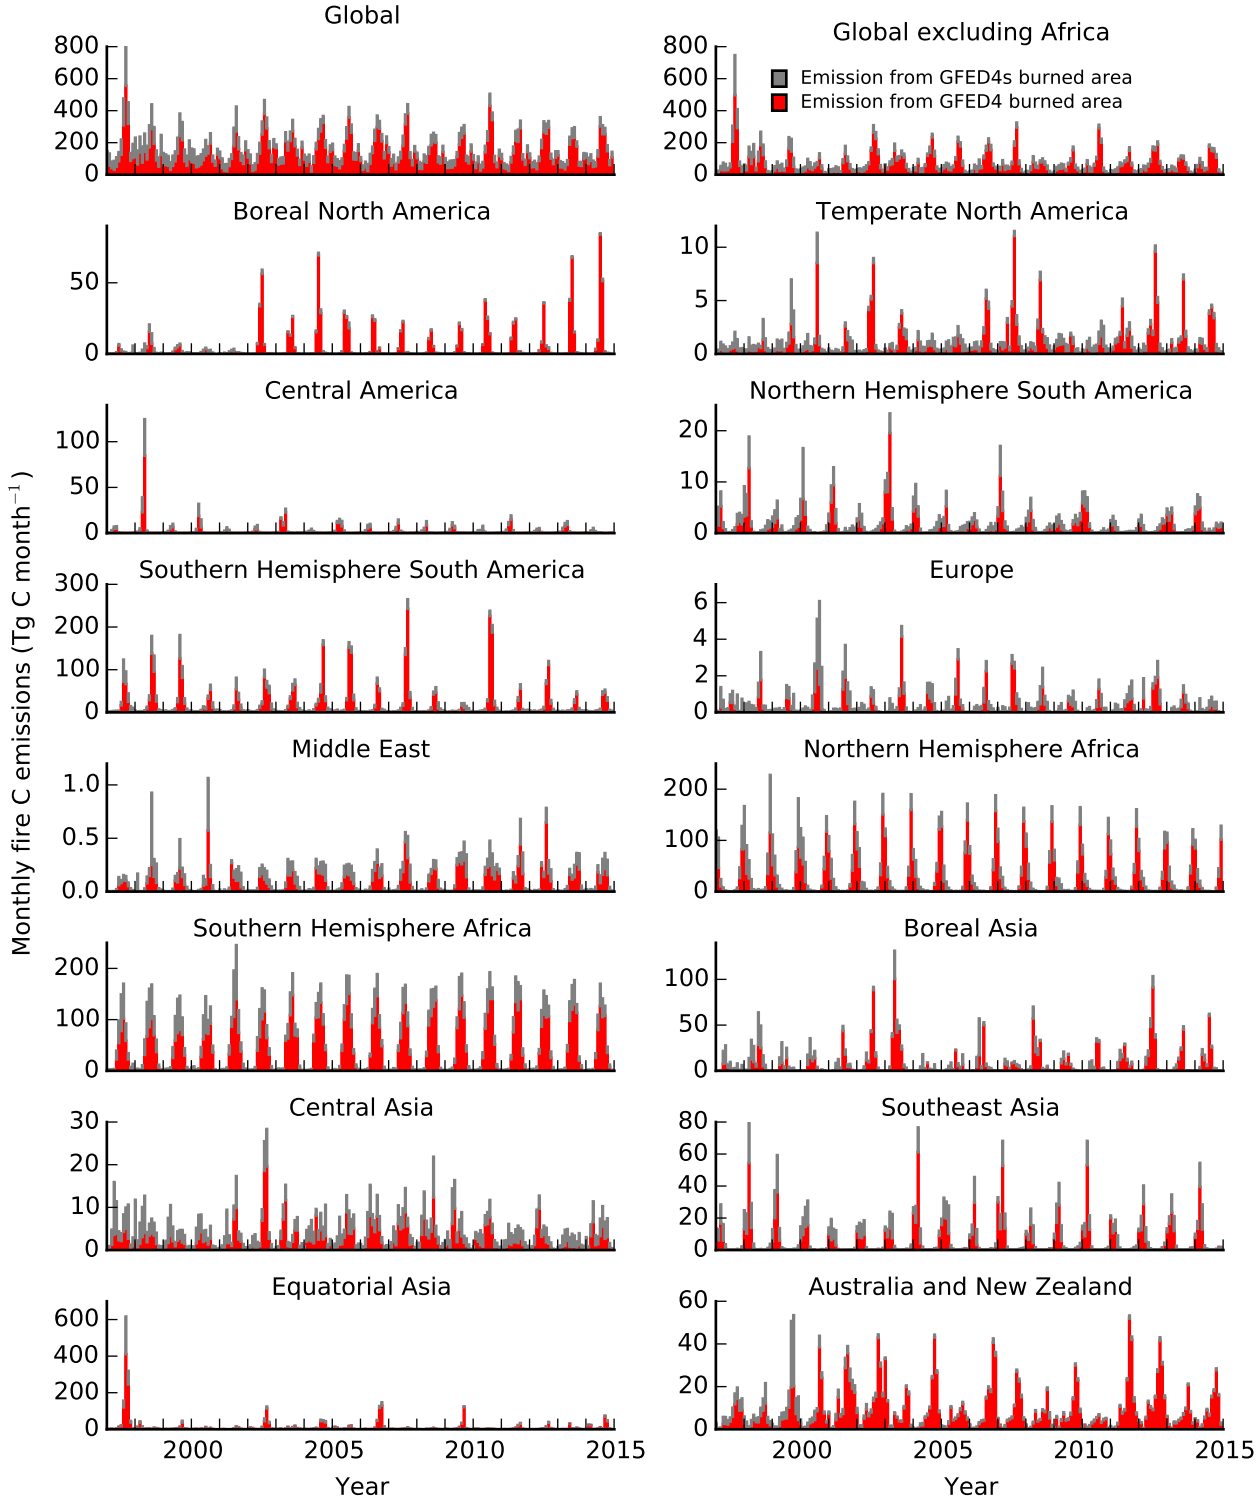 Global
Global excluding Africa
800
600
400
200
0
800
600
400
200
0
Emission from GFED4s burned area
Emission from GFED4 burned area
Boreal North America
Temperate North America
50
0
10
5
0
Central America
Northern Hemisphere South America
100
50
0
20
10
0
Southern Hemisphere South America
Europe
300
200
100
0
6
4
2
0
Middle East
Northern Hemisphere Africa
1.0
0.5
0.0
200
100
0
Southern Hemisphere Africa
Boreal Asia
200
100
0
100
50
0
Central Asia
Southeast Asia
30
20
10
0
80
60
40
20
0
Equatorial Asia
Australia and New Zealand
600
400
200
0
60
40
20
0
2000 2005 2010 2015
2000 2005 2010 2015
Year
Year
Monthly fire C emissions (Tg C month⁻¹)